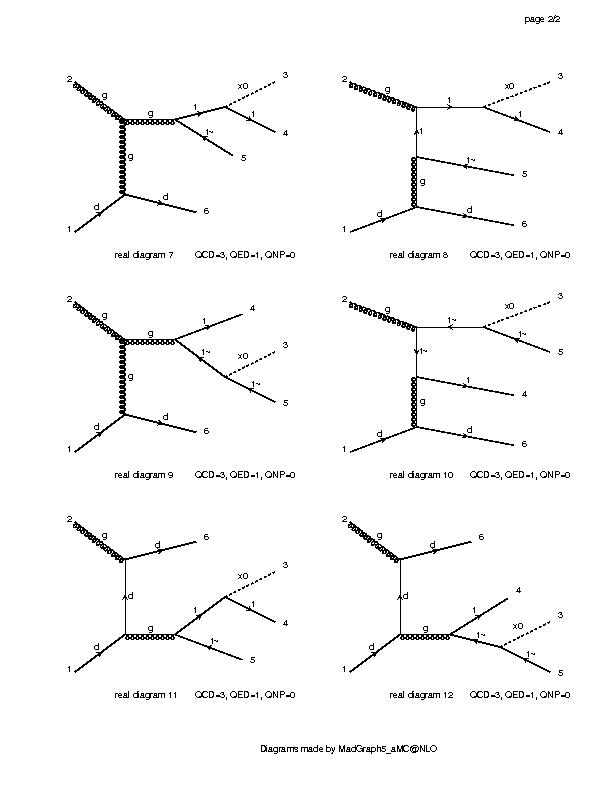 page 2/2
2
g
g
1
x0
3
1
4
1~
5
g
d
d
6
1
real diagram 7 QCD=3, QED=1, QNP=0
2
g
1
x0
3
1
4
1
1~
5
g
d
d
6
1
real diagram 8 QCD=3, QED=1, QNP=0
2
g
g
1
4
1~
x0
3
1~
5
g
d
d
6
1
real diagram 9 QCD=3, QED=1, QNP=0
2
g
1~
x0
3
1~
5
1~
1
4
g
d
d
6
1
real diagram 10 QCD=3, QED=1, QNP=0
2
g
d
6
d
d
1
g
1
x0
3
1
4
1~
5
real diagram 11 QCD=3, QED=1, QNP=0
2
g
d
6
d
d
1
g
1
4
1~
x0
3
1~
5
real diagram 12 QCD=3, QED=1, QNP=0
Diagrams made by MadGraph5_aMC@NLO